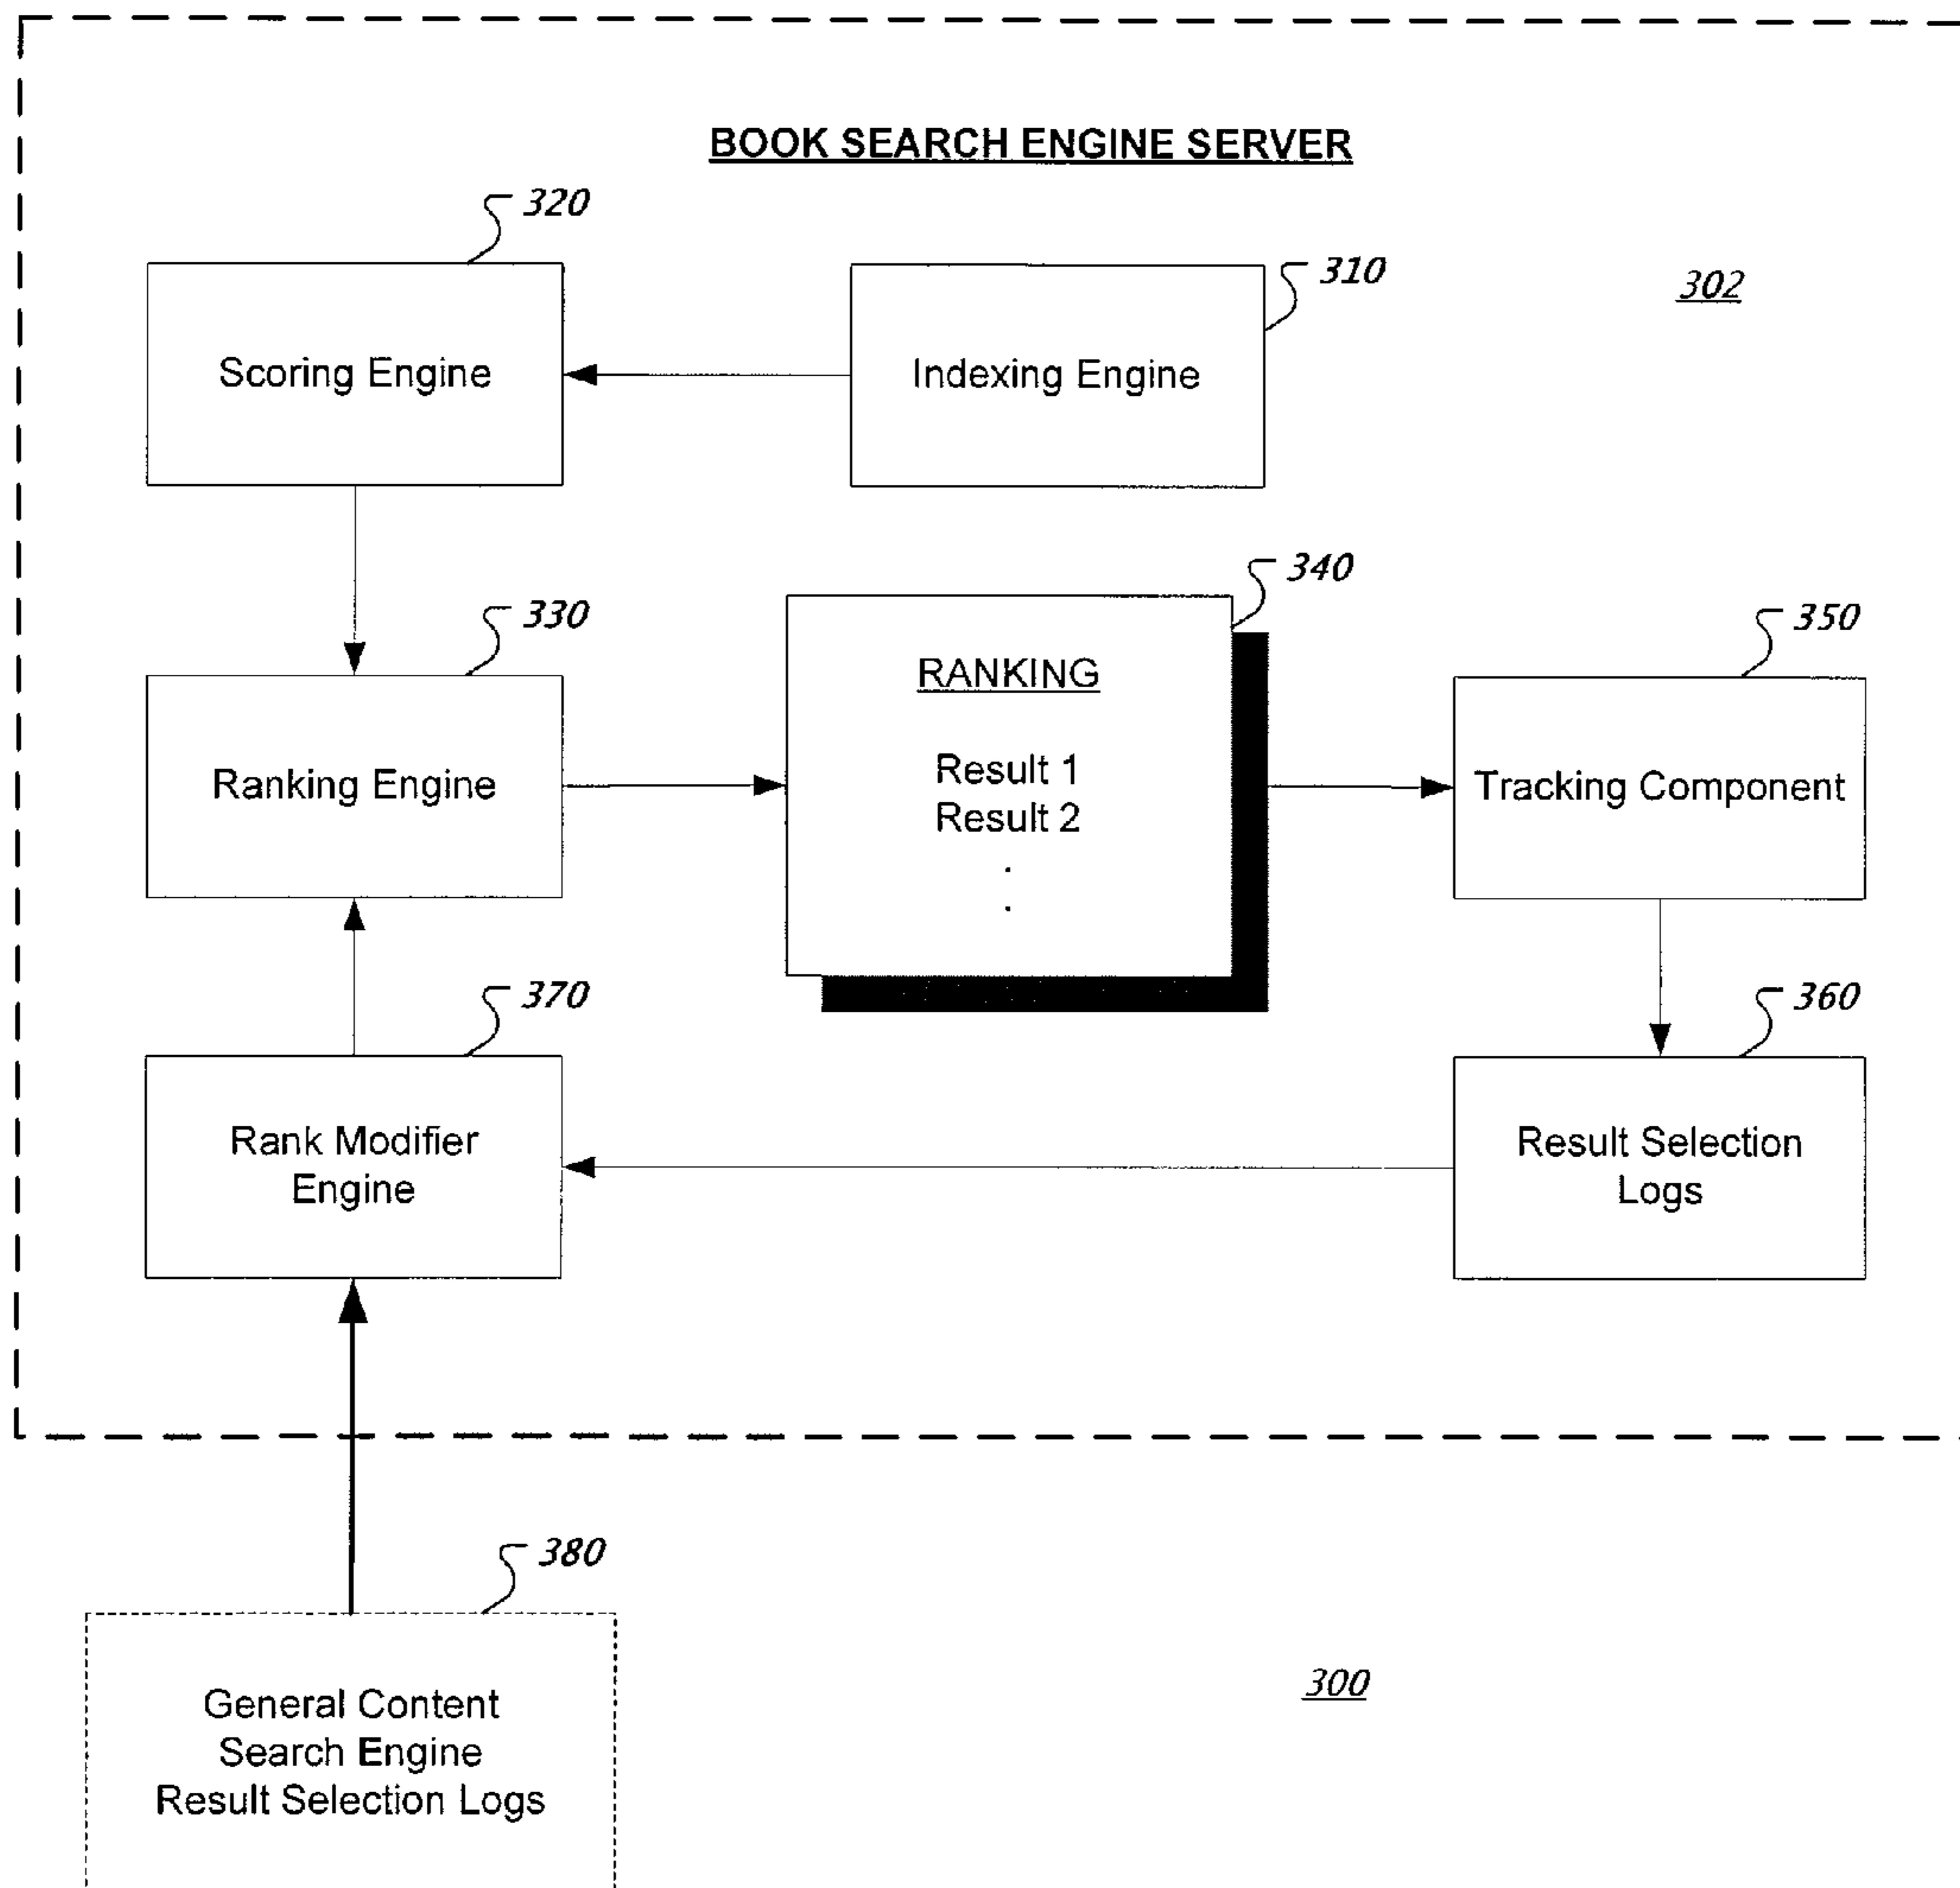 BOOK SEARCH ENGINE SERVER
320
310
302
Scoring Engine
Indexing Engine
340
330
350
RANKING
Ranking Engine
Result 1
Result 2
.
.
Tracking Component
370
360
Rank Modifier
Engine
Result Selection
Logs
380
General Content
Search Engine
Result Selection Logs
300